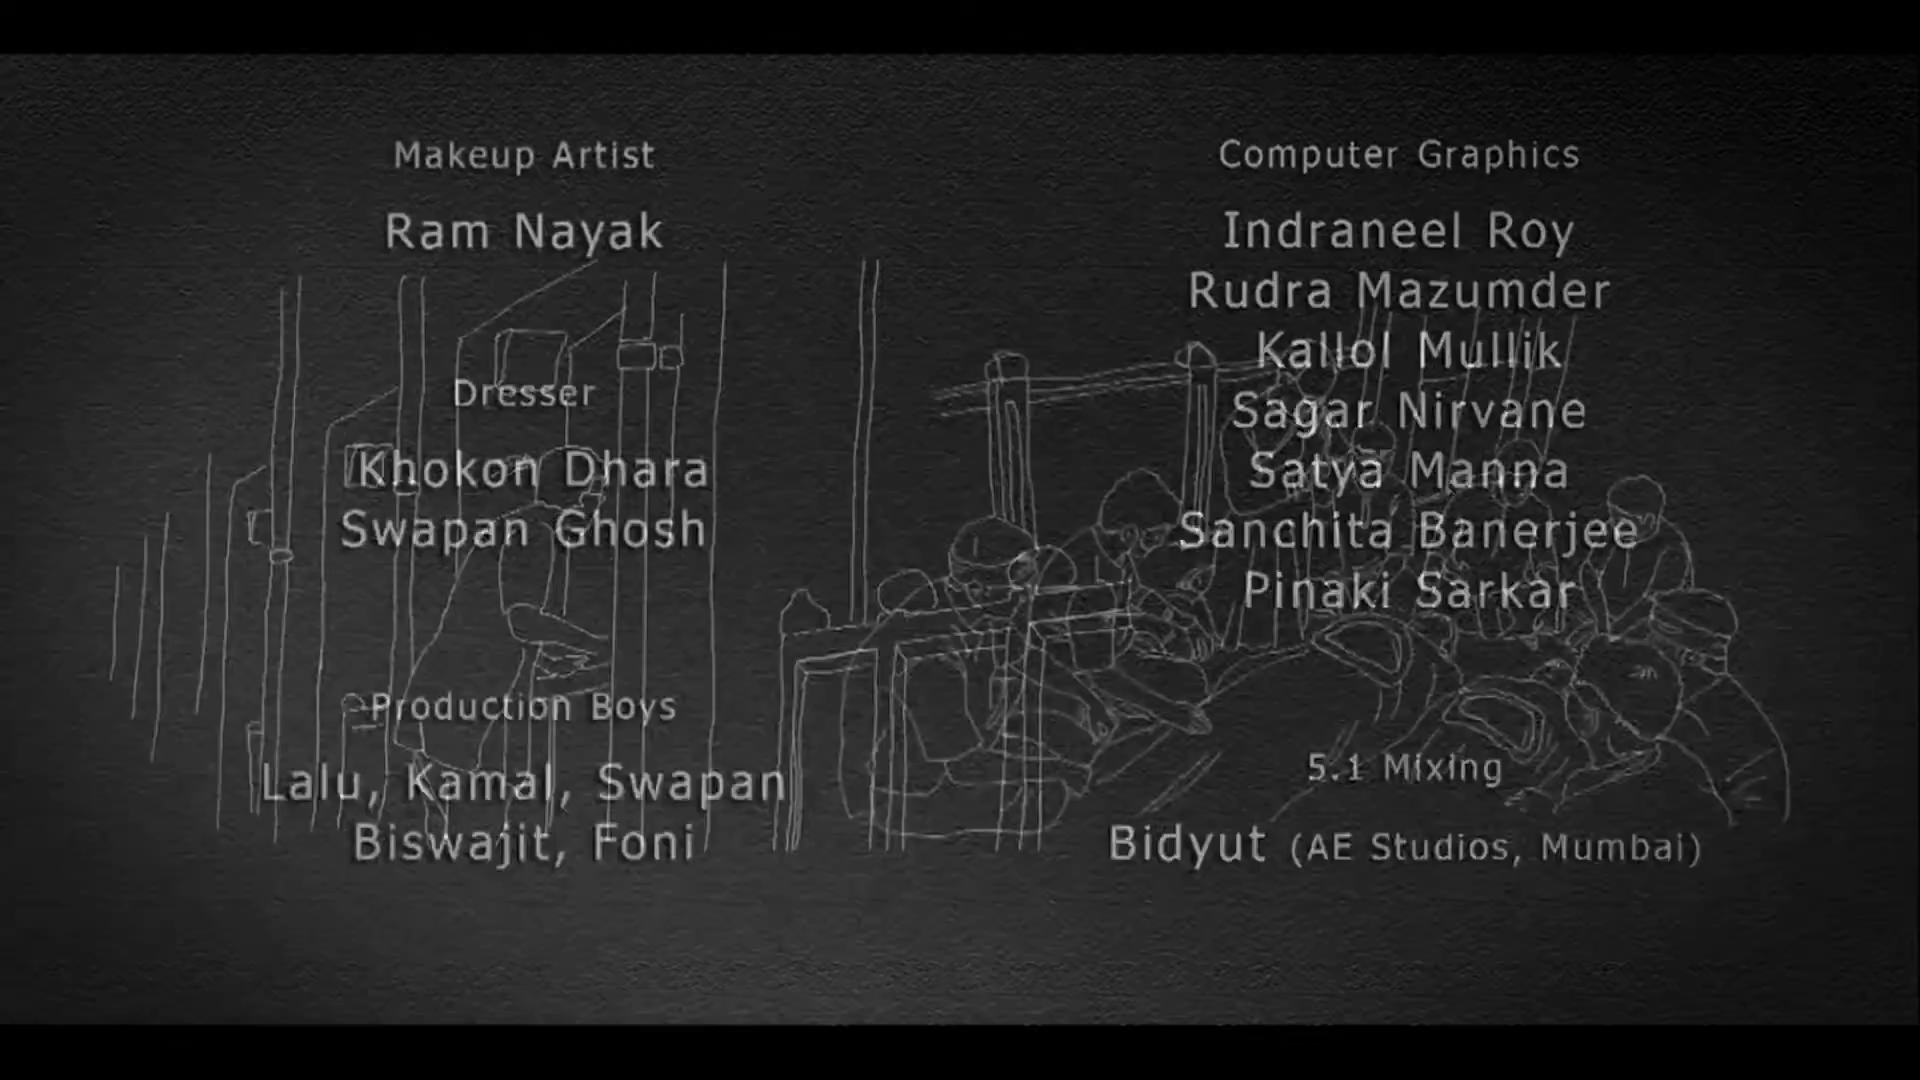 Makeup Artist
Ram Nayak
Dresser
Khokon Dhara
Swapan Ghosh
Production Boys
Lalu, Kamal, Swapan
Biswajit, Foni
Computer Graphics
Indraneel Roy
Rudra Mazumder
Kallol Mullik
Sagar Nirvane
Satya Manna
Sanchita Banerjee
Pinaki Sarkar
5.1 Mixing
Bidyut (AE Studios, Mumbai)